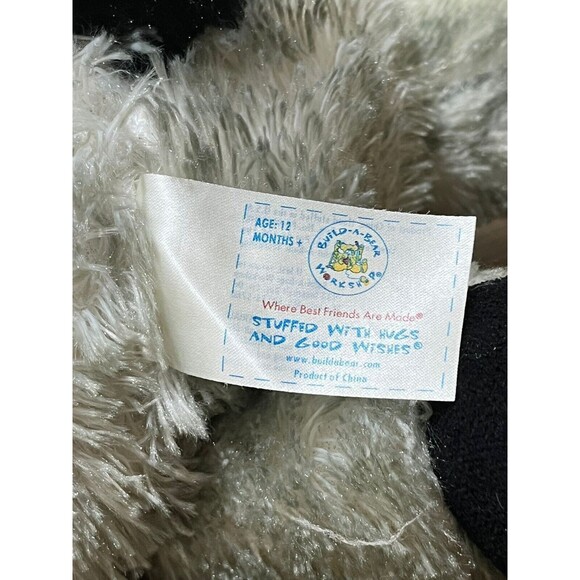 AGE: 12
MONTHS +
BUILD-A-BEAR
WORKSHOP®
Where Best Friends Are Made®
STUFFED WITH HUGS
AND GOOD WISHES®
www.buildabear.com
Product of China